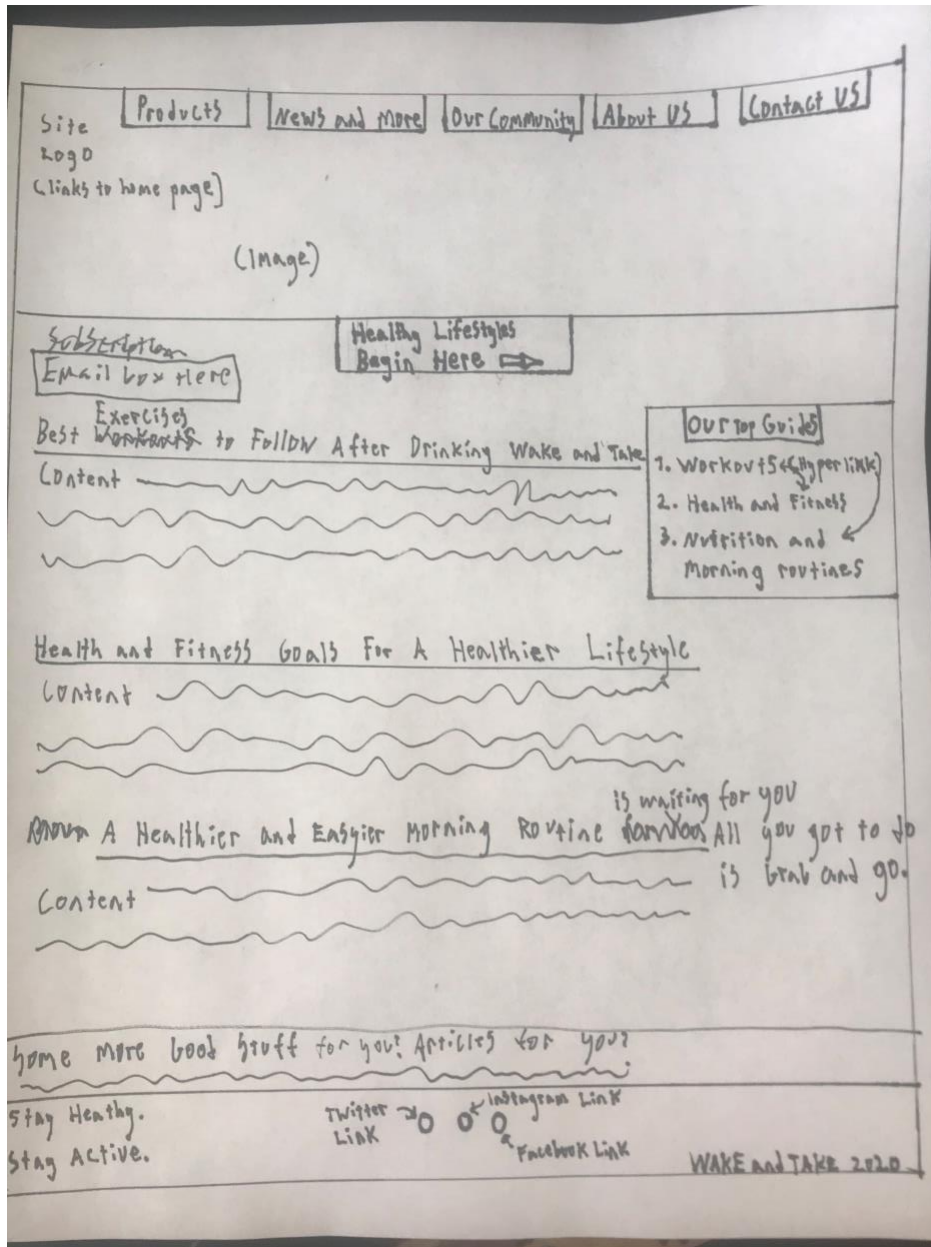 Products News and More Our Community About US Contact US
Site
Logo
(links to home page)
(Image)
Subscription
Email box Here
Healthy Lifestyles
Begin Here
Exercises
Best Workouts to Follow After Drinking Wake and Take
Content
Our Top Guides
1. Workouts (Hyperlink)
2. Health and Fitness
3. Nutrition and
Morning routines
Health and Fitness Goals For A Healthier Lifestyle
Content
is waiting for you
A Healthier and Easyier Morning Routine All you got to do
is Grab and go.
Content
Some More Good Stuff for you? Articles for you?
Stay Heathy.
Stay Active.
Twitter
Link
Instagram Link
Facebook Link
WAKE and TAKE 2020